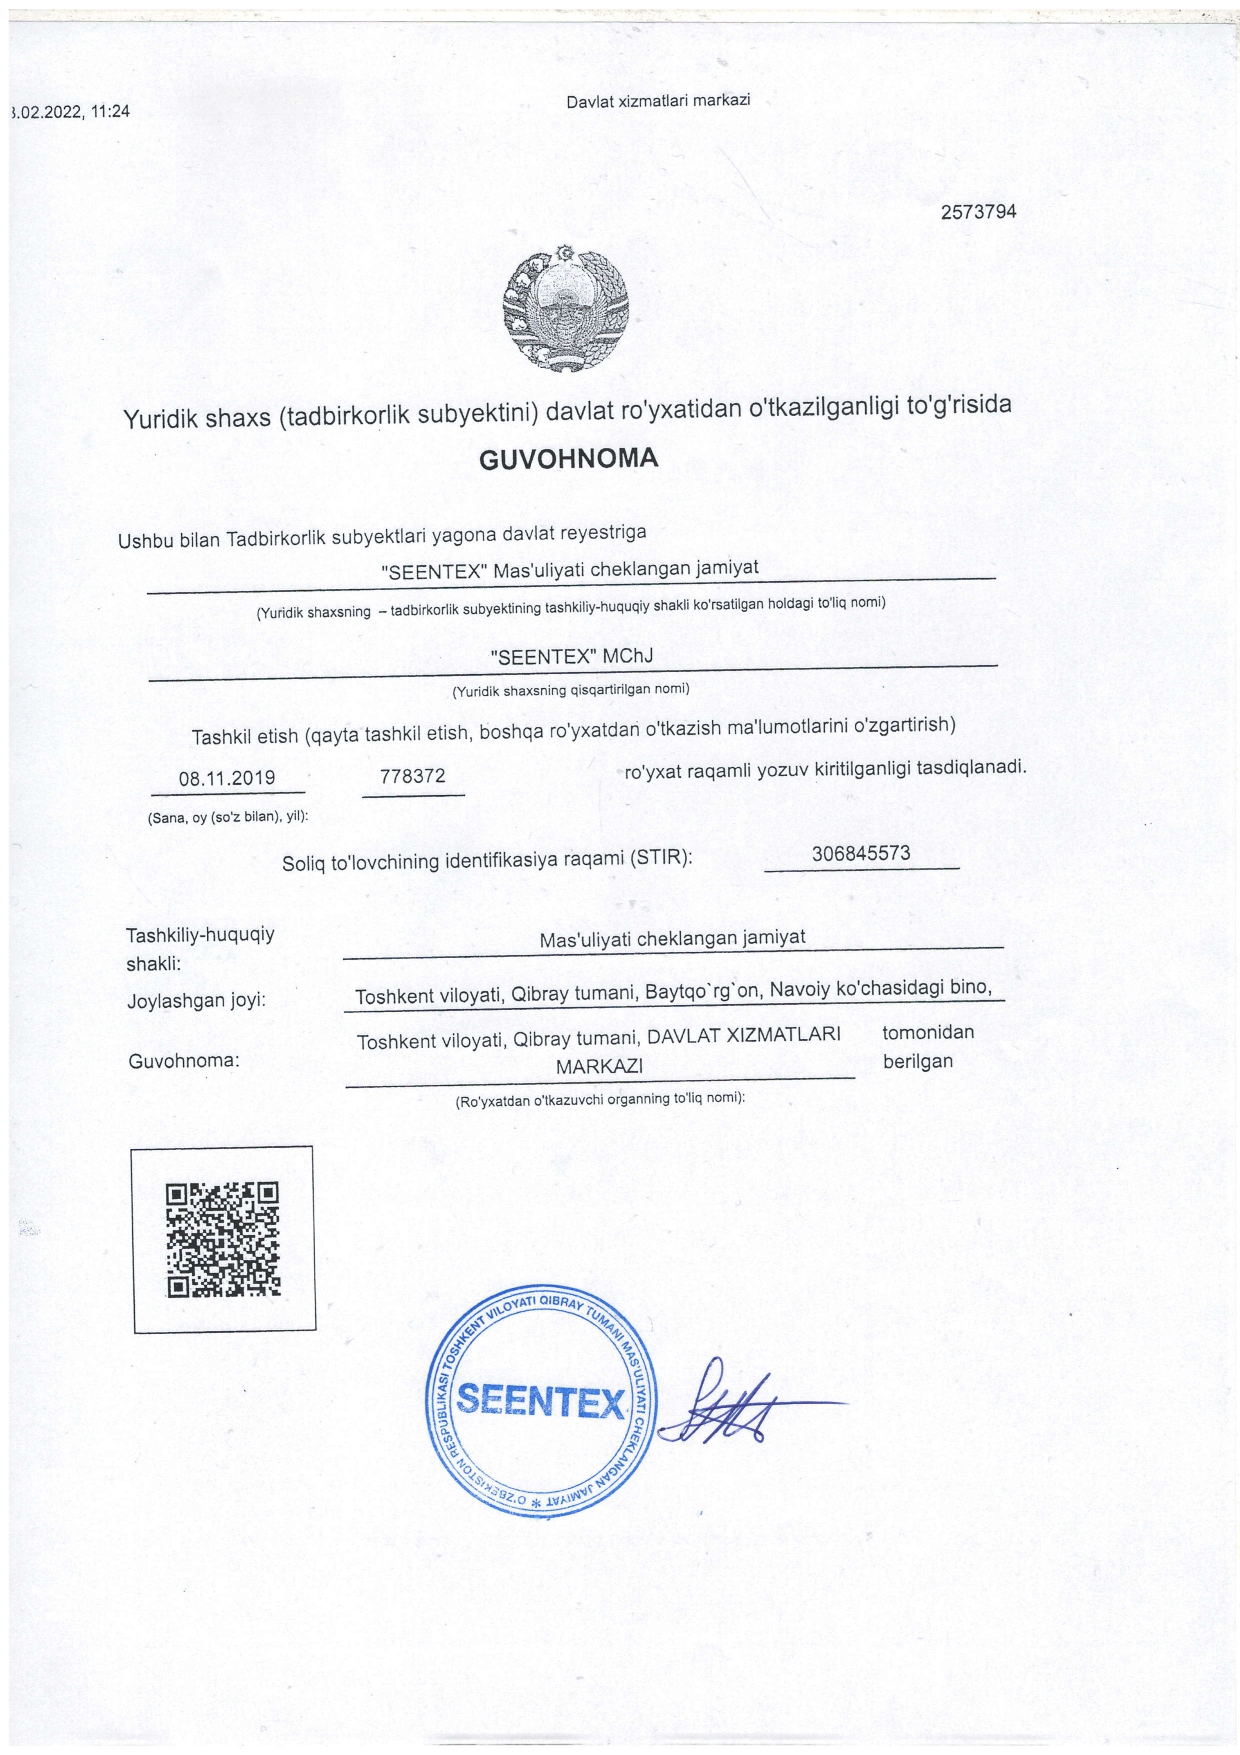 .02.2022, 11:24
Davlat xizmatlari markazi
2573794
Yuridik shaxs (tadbirkorlik subyektini) davlat ro'yxatidan o'tkazilganligi to'g'risida
GUVOHNOMA
Ushbu bilan Tadbirkorlik subyektlari yagona davlat reyestriga
"SEENTEX" Mas'uliyati cheklangan jamiyat
(Yuridik shaxsning – tadbirkorlik subyektining tashkiliy-huquqiy shakli ko'rsatilgan holdagi to'liq nomi)
"SEENTEX" MChJ
(Yuridik shaxsning qisqartirilgan nomi)
Tashkil etish (qayta tashkil etish, boshqa ro'yxatdan o'tkazish ma'lumotlarini o'zgartirish)
08.11.2019 778372 ro'yxat raqamli yozuv kiritilganligi tasdiqlanadi.
(Sana, oy (so'z bilan), yil):
Soliq to'lovchining identifikasiya raqami (STIR): 306845573
Tashkiliy-huquqiy
shakli:
Mas'uliyati cheklangan jamiyat
Joylashgan joyi: Toshkent viloyati, Qibray tumani, Baytqo`rg`on, Navoiy ko'chasidagi bino,
Guvohnoma:
Toshkent viloyati, Qibray tumani, DAVLAT XIZMATLARI
MARKAZI
tomonidan
berilgan
(Ro'yxatdan o'tkazuvchi organning to'liq nomi):
O'ZBEKISTON RESPUBLIKASI TOSHKENT VILOYATI QIBRAY TUMANI MAS'ULIYATI CHEKLANGAN JAMIYAT *
SEENTEX